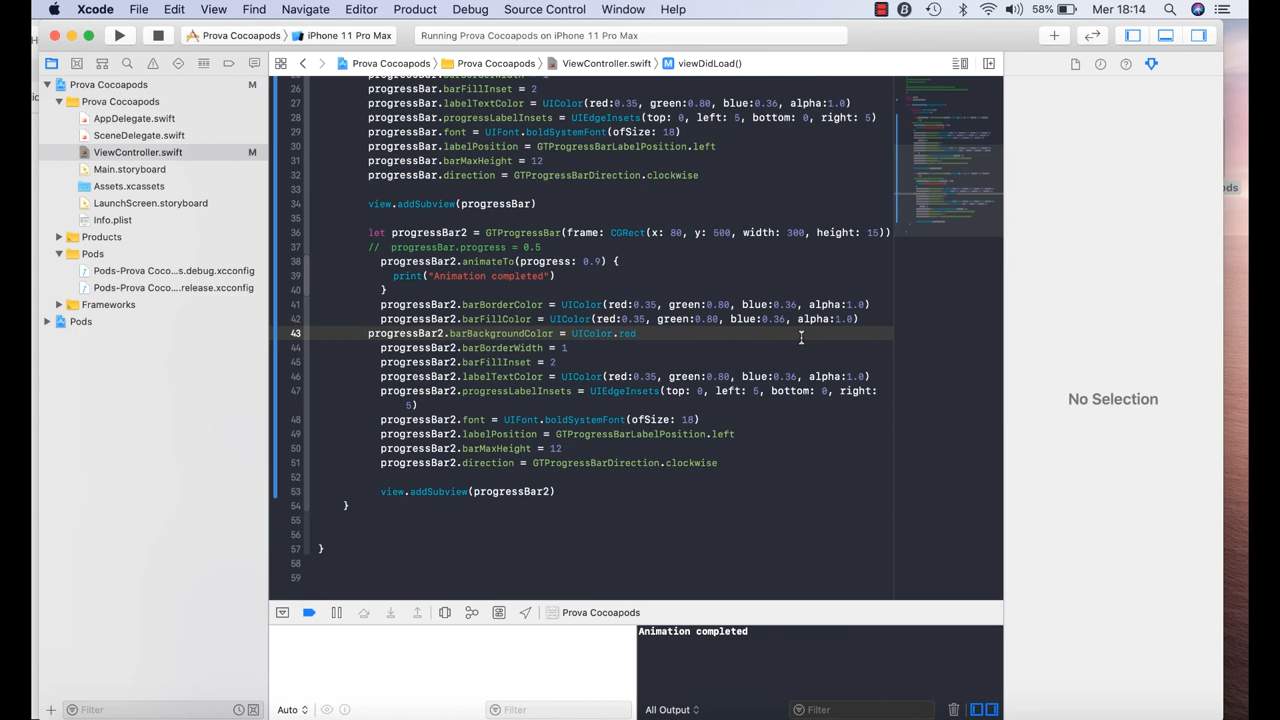 Xcode File Edit View Find Navigate Editor Product Debug Source Control Window Help 58% Mer 18:14
Prova Cocoapods iPhone 11 Pro Max Running Prova Cocoapods on iPhone 11 Pro Max
Prova Cocoapods Prova Cocoapods ViewController.swift viewDidLoad()
Prova Cocoapods
Prova Cocoapods
AppDelegate.swift
SceneDelegate.swift
ViewController.swift
Main.storyboard
Assets.xcassets
LaunchScreen.storyboard
Info.plist
Products
Pods
Pods-Prova Coco...s.debug.xcconfig
Pods-Prova Coco...s.release.xcconfig
Frameworks
Pods
26 progressBar.barFillInset = 2
27 progressBar.labelTextColor = UIColor(red:0.35, green:0.80, blue:0.36, alpha:1.0)
28 progressBar.progressLabelInsets = UIEdgeInsets(top: 0, left: 5, bottom: 0, right: 5)
29 progressBar.font = UIFont.boldSystemFont(ofSize: 18)
30 progressBar.labelPosition = GTProgressBarLabelPosition.left
31 progressBar.barMaxHeight = 12
32 progressBar.direction = GTProgressBarDirection.clockwise
33
34 view.addSubview(progressBar)
35
36 let progressBar2 = GTProgressBar(frame: CGRect(x: 80, y: 500, width: 300, height: 15))
37 // progressBar.progress = 0.5
38 progressBar2.animateTo(progress: 0.9) {
39 print("Animation completed")
40 }
41 progressBar2.barBorderColor = UIColor(red:0.35, green:0.80, blue:0.36, alpha:1.0)
42 progressBar2.barFillColor = UIColor(red:0.35, green:0.80, blue:0.36, alpha:1.0)
43 progressBar2.barBackgroundColor = UIColor.red
44 progressBar2.barBorderWidth = 1
45 progressBar2.barFillInset = 2
46 progressBar2.labelTextColor = UIColor(red:0.35, green:0.80, blue:0.36, alpha:1.0)
47 progressBar2.progressLabelInsets = UIEdgeInsets(top: 0, left: 5, bottom: 0, right:
5)
48 progressBar2.font = UIFont.boldSystemFont(ofSize: 18)
49 progressBar2.labelPosition = GTProgressBarLabelPosition.left
50 progressBar2.barMaxHeight = 12
51 progressBar2.direction = GTProgressBarDirection.clockwise
52
53 view.addSubview(progressBar2)
54 }
55
56
57 }
58
59
No Selection
Prova Cocoapods
Animation completed
Filter Auto Filter All Output Filter